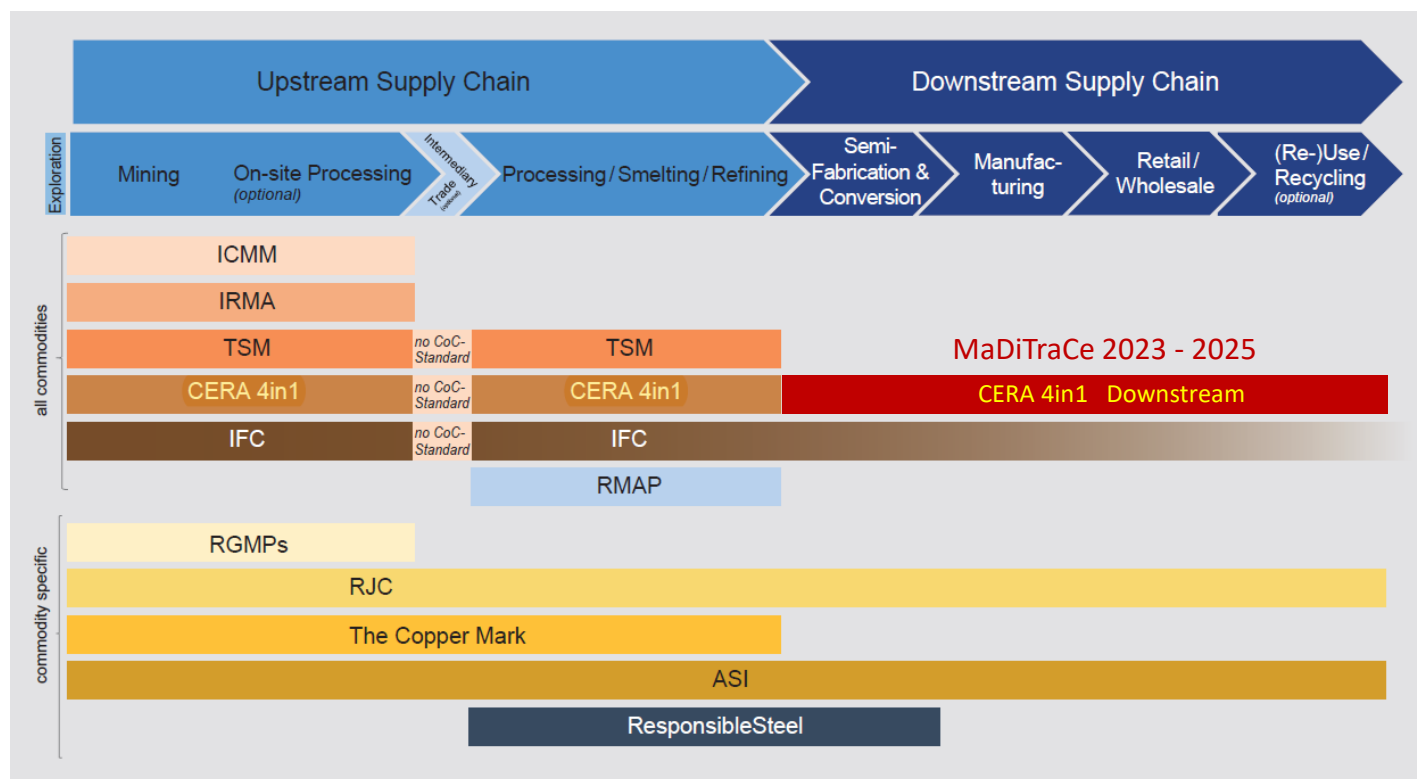 Upstream Supply Chain
Downstream Supply Chain
Exploration
Mining
On-site Processing
(optional)
Intermediary
Trade
(optional)
Processing/Smelting/Refining
Semi-
Fabrication &
Conversion
Manufac-
turing
Retail/
Wholesale
(Re-)Use/
Recycling
(optional)
all commodities
ICMM
IRMA
TSM
no CoC-
Standard
TSM
MaDiTraCe 2023 - 2025
CERA 4in1
no CoC-
Standard
CERA 4in1
CERA 4in1 Downstream
IFC
no CoC-
Standard
IFC
RMAP
commodity specific
RGMPs
RJC
The Copper Mark
ASI
ResponsibleSteel